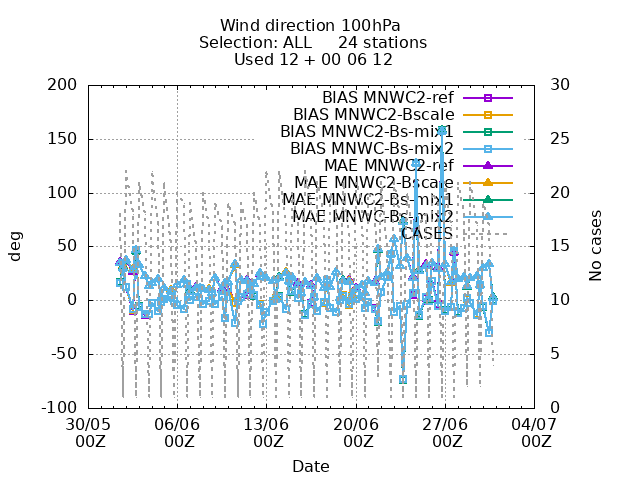 Wind direction 100hPa
Selection: ALL 24 stations
Used 12 + 00 06 12
200 30
BIAS MNWC2-ref
BIAS MNWC2-Bscale
150 25
BIAS MNWC2-Bs-mix1
BIAS MNWC-Bs-mix2
MAE MNWC2-ref
MAE MNWC2-Bscale
100 20
MAE MNWC2-Bs-mix1
MAE MNWC-Bs-mix2
CASES
50 15
deg
No cases
0 10
-50 5
-100 0
30/05 06/06 13/06 20/06 27/06 04/07
00Z 00Z 00Z 00Z 00Z 00Z
Date